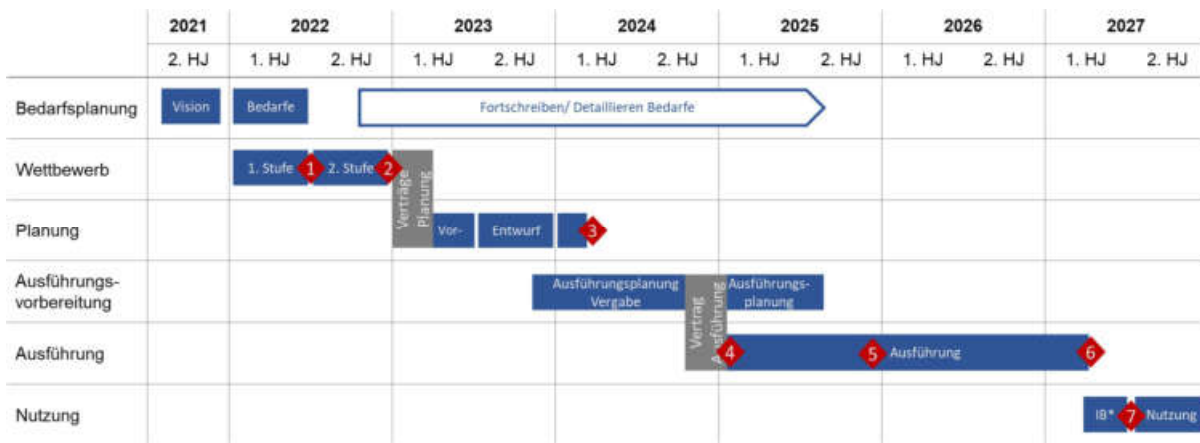 2021 2022 2023 2024 2025 2026 2027
2. HJ 1. HJ 2. HJ 1. HJ 2. HJ 1. HJ 2. HJ 1. HJ 2. HJ 1. HJ 2. HJ 1. HJ 2. HJ
Bedarfsplanung Vision Bedarfe Fortschreiben/ Detaillieren Bedarfe
Wettbewerb 1. Stufe 1 2. Stufe 2
Verträge
Planung
Planung Vor- Entwurf 3
Ausführungs-
vorbereitung
Ausführungsplanung
Vergabe
Vertrag
Ausführung
Ausführungs-
planung
Ausführung 4 5 Ausführung 6
Nutzung IB* 7 Nutzung